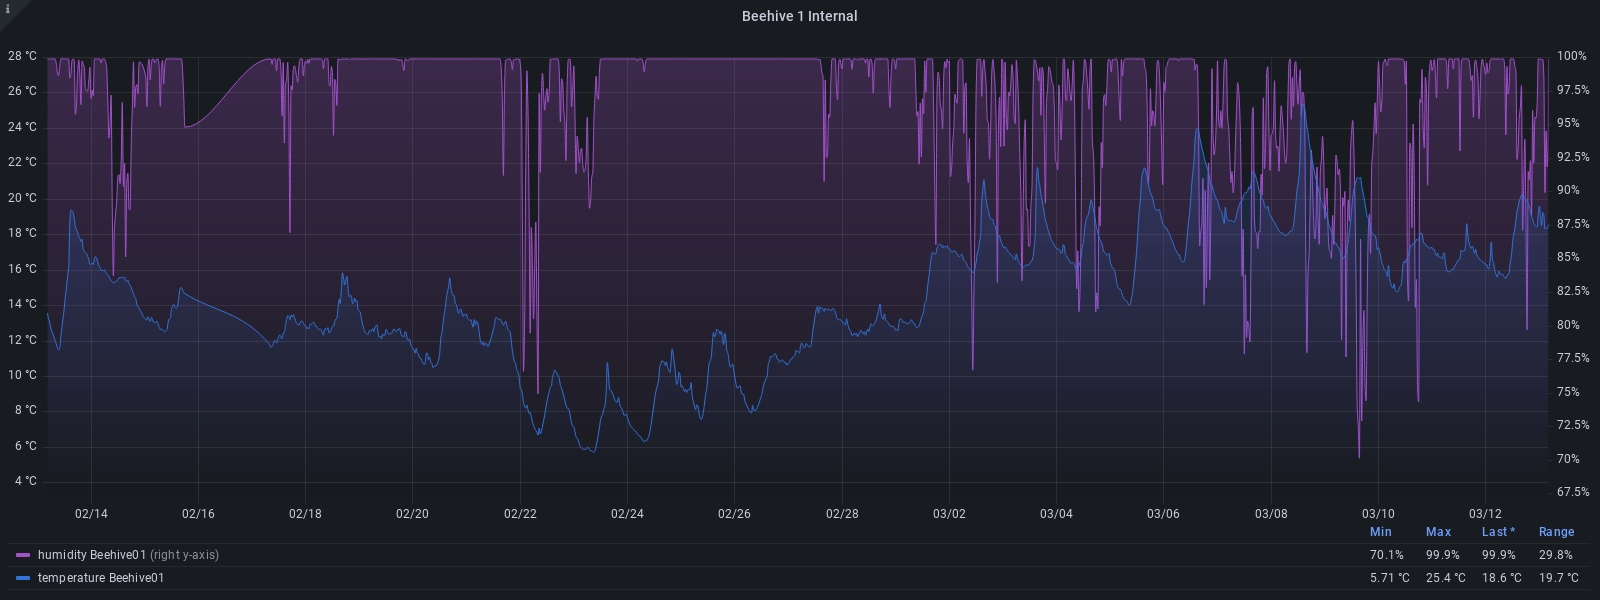 i
Beehive 1 Internal
28 °C
26 °C
24 °C
22 °C
20 °C
18 °C
16 °C
14 °C
12 °C
10 °C
8 °C
6 °C
4 °C
100%
97.5%
95%
92.5%
90%
87.5%
85%
82.5%
80%
77.5%
75%
72.5%
70%
67.5%
02/14 02/16 02/18 02/20 02/22 02/24 02/26 02/28 03/02 03/04 03/06 03/08 03/10 03/12
Min Max Last * Range
humidity Beehive01 (right y-axis) 70.1% 99.9% 99.9% 29.8%
temperature Beehive01 5.71 °C 25.4 °C 18.6 °C 19.7 °C